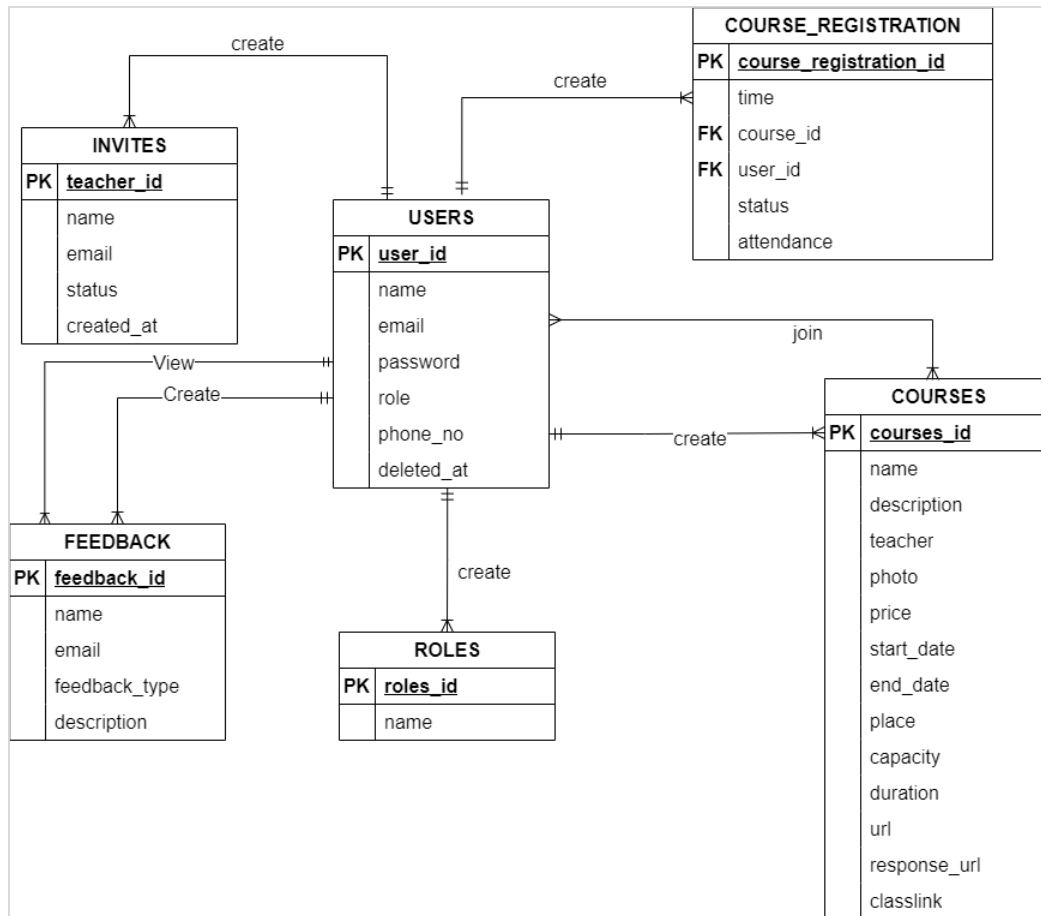 create
INVITES
PK teacher_id
name
email
status
created_at
create
COURSE_REGISTRATION
PK course_registration_id
time
FK course_id
FK user_id
status
attendance
USERS
PK user_id
name
email
password
role
phone_no
deleted_at
View
Create
join
create
COURSES
PK courses_id
name
description
teacher
photo
price
start_date
end_date
place
capacity
duration
url
response_url
classlink
FEEDBACK
PK feedback_id
name
email
feedback_type
description
create
ROLES
PK roles_id
name